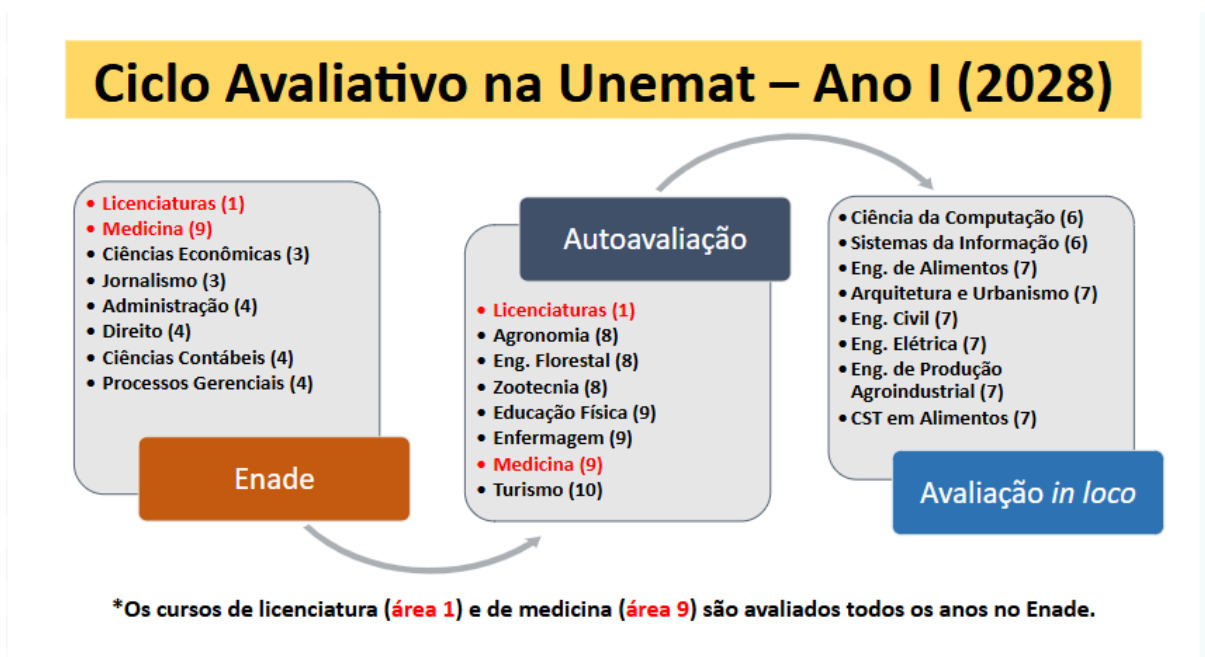 Ciclo Avaliativo na Unemat – Ano I (2028)
• Licenciaturas (1)
• Medicina (9)
• Ciências Econômicas (3)
• Jornalismo (3)
• Administração (4)
• Direito (4)
• Ciências Contábeis (4)
• Processos Gerenciais (4)
Enade
Autoavaliação
• Licenciaturas (1)
• Agronomia (8)
• Eng. Florestal (8)
• Zootecnia (8)
• Educação Física (9)
• Enfermagem (9)
• Medicina (9)
• Turismo (10)
• Ciência da Computação (6)
• Sistemas da Informação (6)
• Eng. de Alimentos (7)
• Arquitetura e Urbanismo (7)
• Eng. Civil (7)
• Eng. Elétrica (7)
• Eng. de Produção
Agroindustrial (7)
• CST em Alimentos (7)
Avaliação in loco
*Os cursos de licenciatura (área 1) e de medicina (área 9) são avaliados todos os anos no Enade.